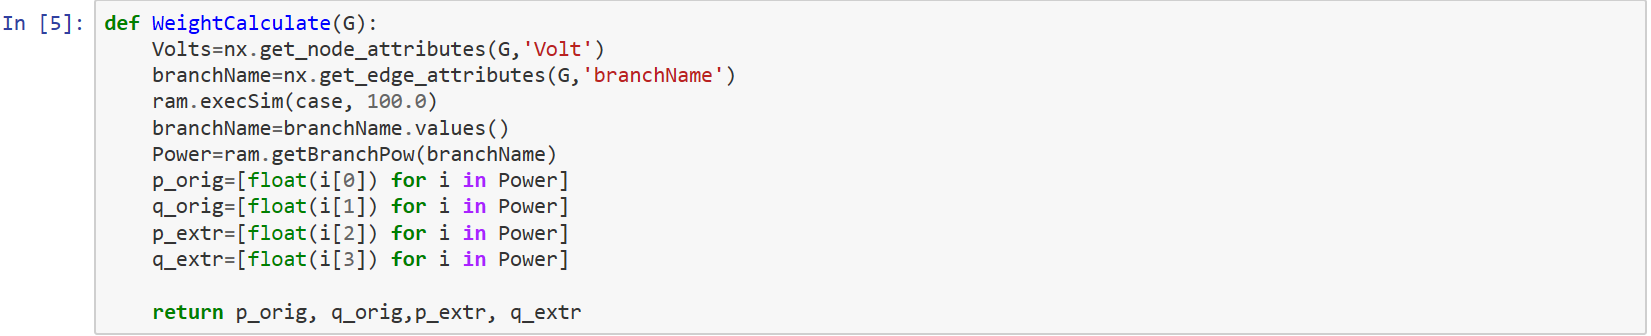 In [5]: def WeightCalculate(G):
    Volts=nx.get_node_attributes(G,'Volt')
    branchName=nx.get_edge_attributes(G,'branchName')
    ram.execSim(case, 100.0)
    branchName=branchName.values()
    Power=ram.getBranchPow(branchName)
    p_orig=[float(i[0]) for i in Power]
    q_orig=[float(i[1]) for i in Power]
    p_extr=[float(i[2]) for i in Power]
    q_extr=[float(i[3]) for i in Power]
    return p_orig, q_orig,p_extr, q_extr